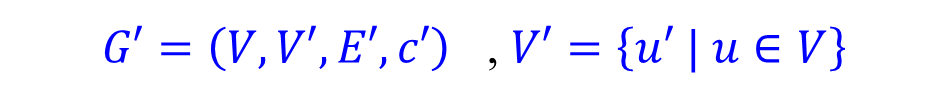 G′ = (V, V′, E′, c′) , V′ = {u′ | u ∈ V}